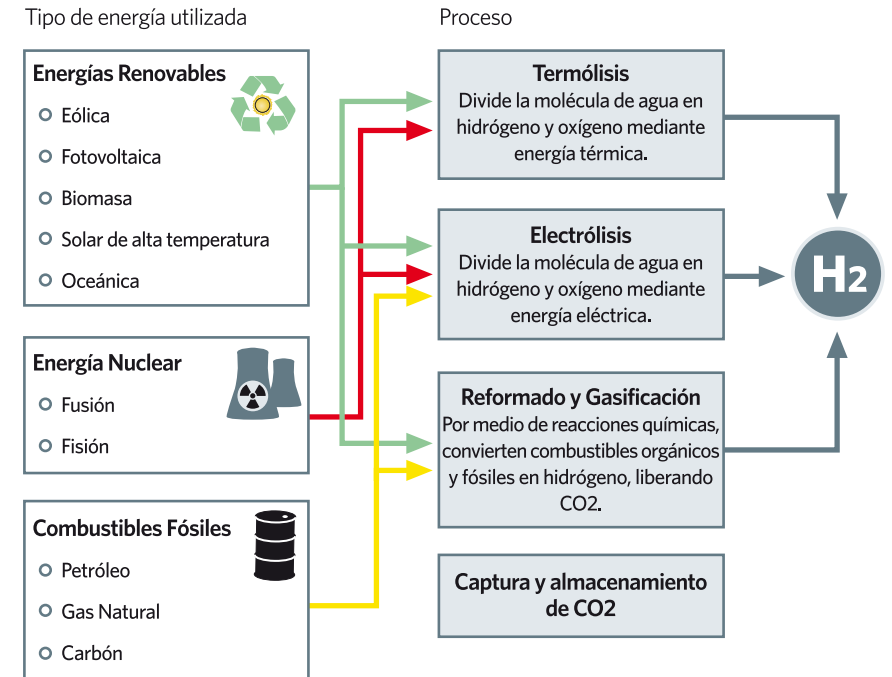 Tipo de energía utilizada
Proceso
Energías Renovables
Eólica
Fotovoltaica
Biomasa
Solar de alta temperatura
Oceánica
Energía Nuclear
Fusión
Fisión
Combustibles Fósiles
Petróleo
Gas Natural
Carbón
Termólisis
Divide la molécula de agua en
hidrógeno y oxígeno mediante
energía térmica.
Electrólisis
Divide la molécula de agua en
hidrógeno y oxígeno mediante
energía eléctrica.
Reformado y Gasificación
Por medio de reacciones químicas,
convierten combustibles orgánicos
y fósiles en hidrógeno, liberando
CO2.
Captura y almacenamiento
de CO2
H2